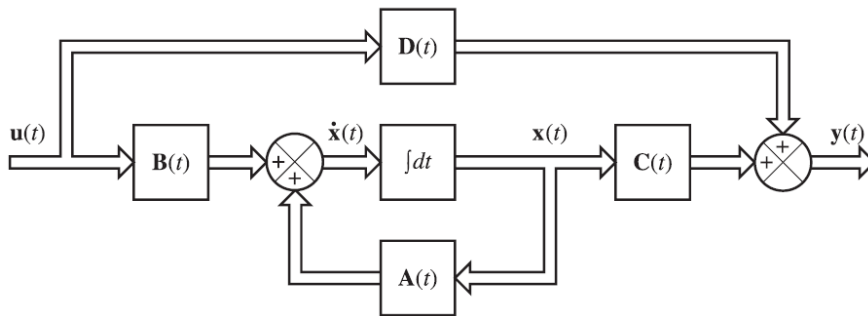 D(t)
u(t)
ẋ(t)
x(t)
y(t)
B(t)
+
+
∫dt
C(t)
+
+
A(t)